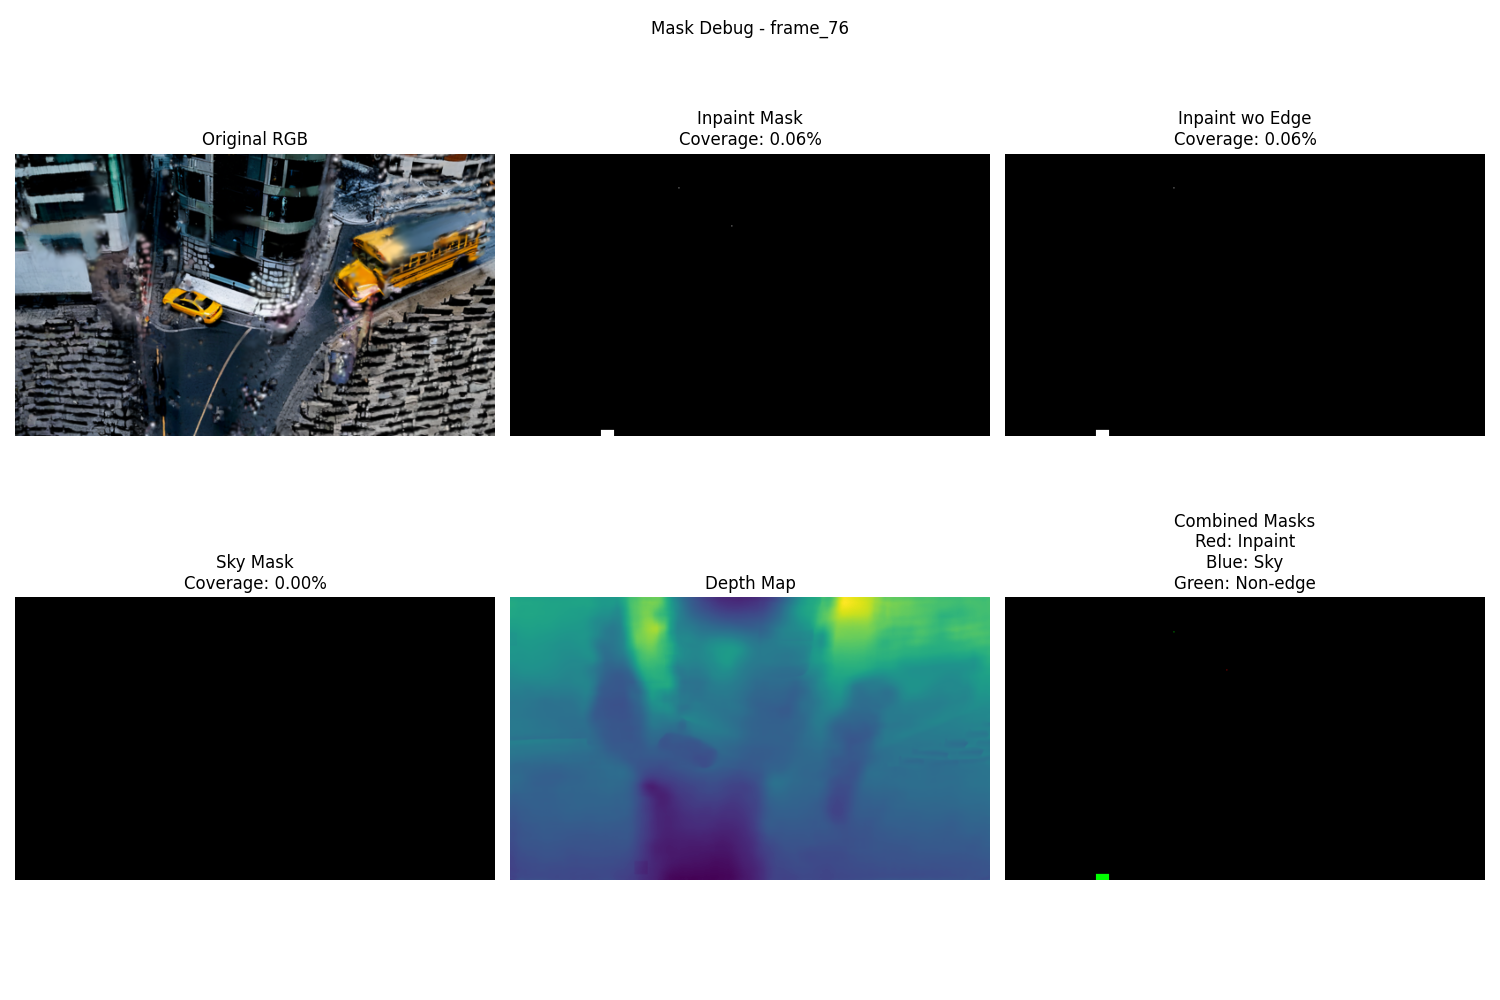 Mask Debug - frame_76
Original RGB
Inpaint Mask
Coverage: 0.06%
Inpaint wo Edge
Coverage: 0.06%
Sky Mask
Coverage: 0.00%
Depth Map
Combined Masks
Red: Inpaint
Blue: Sky
Green: Non-edge